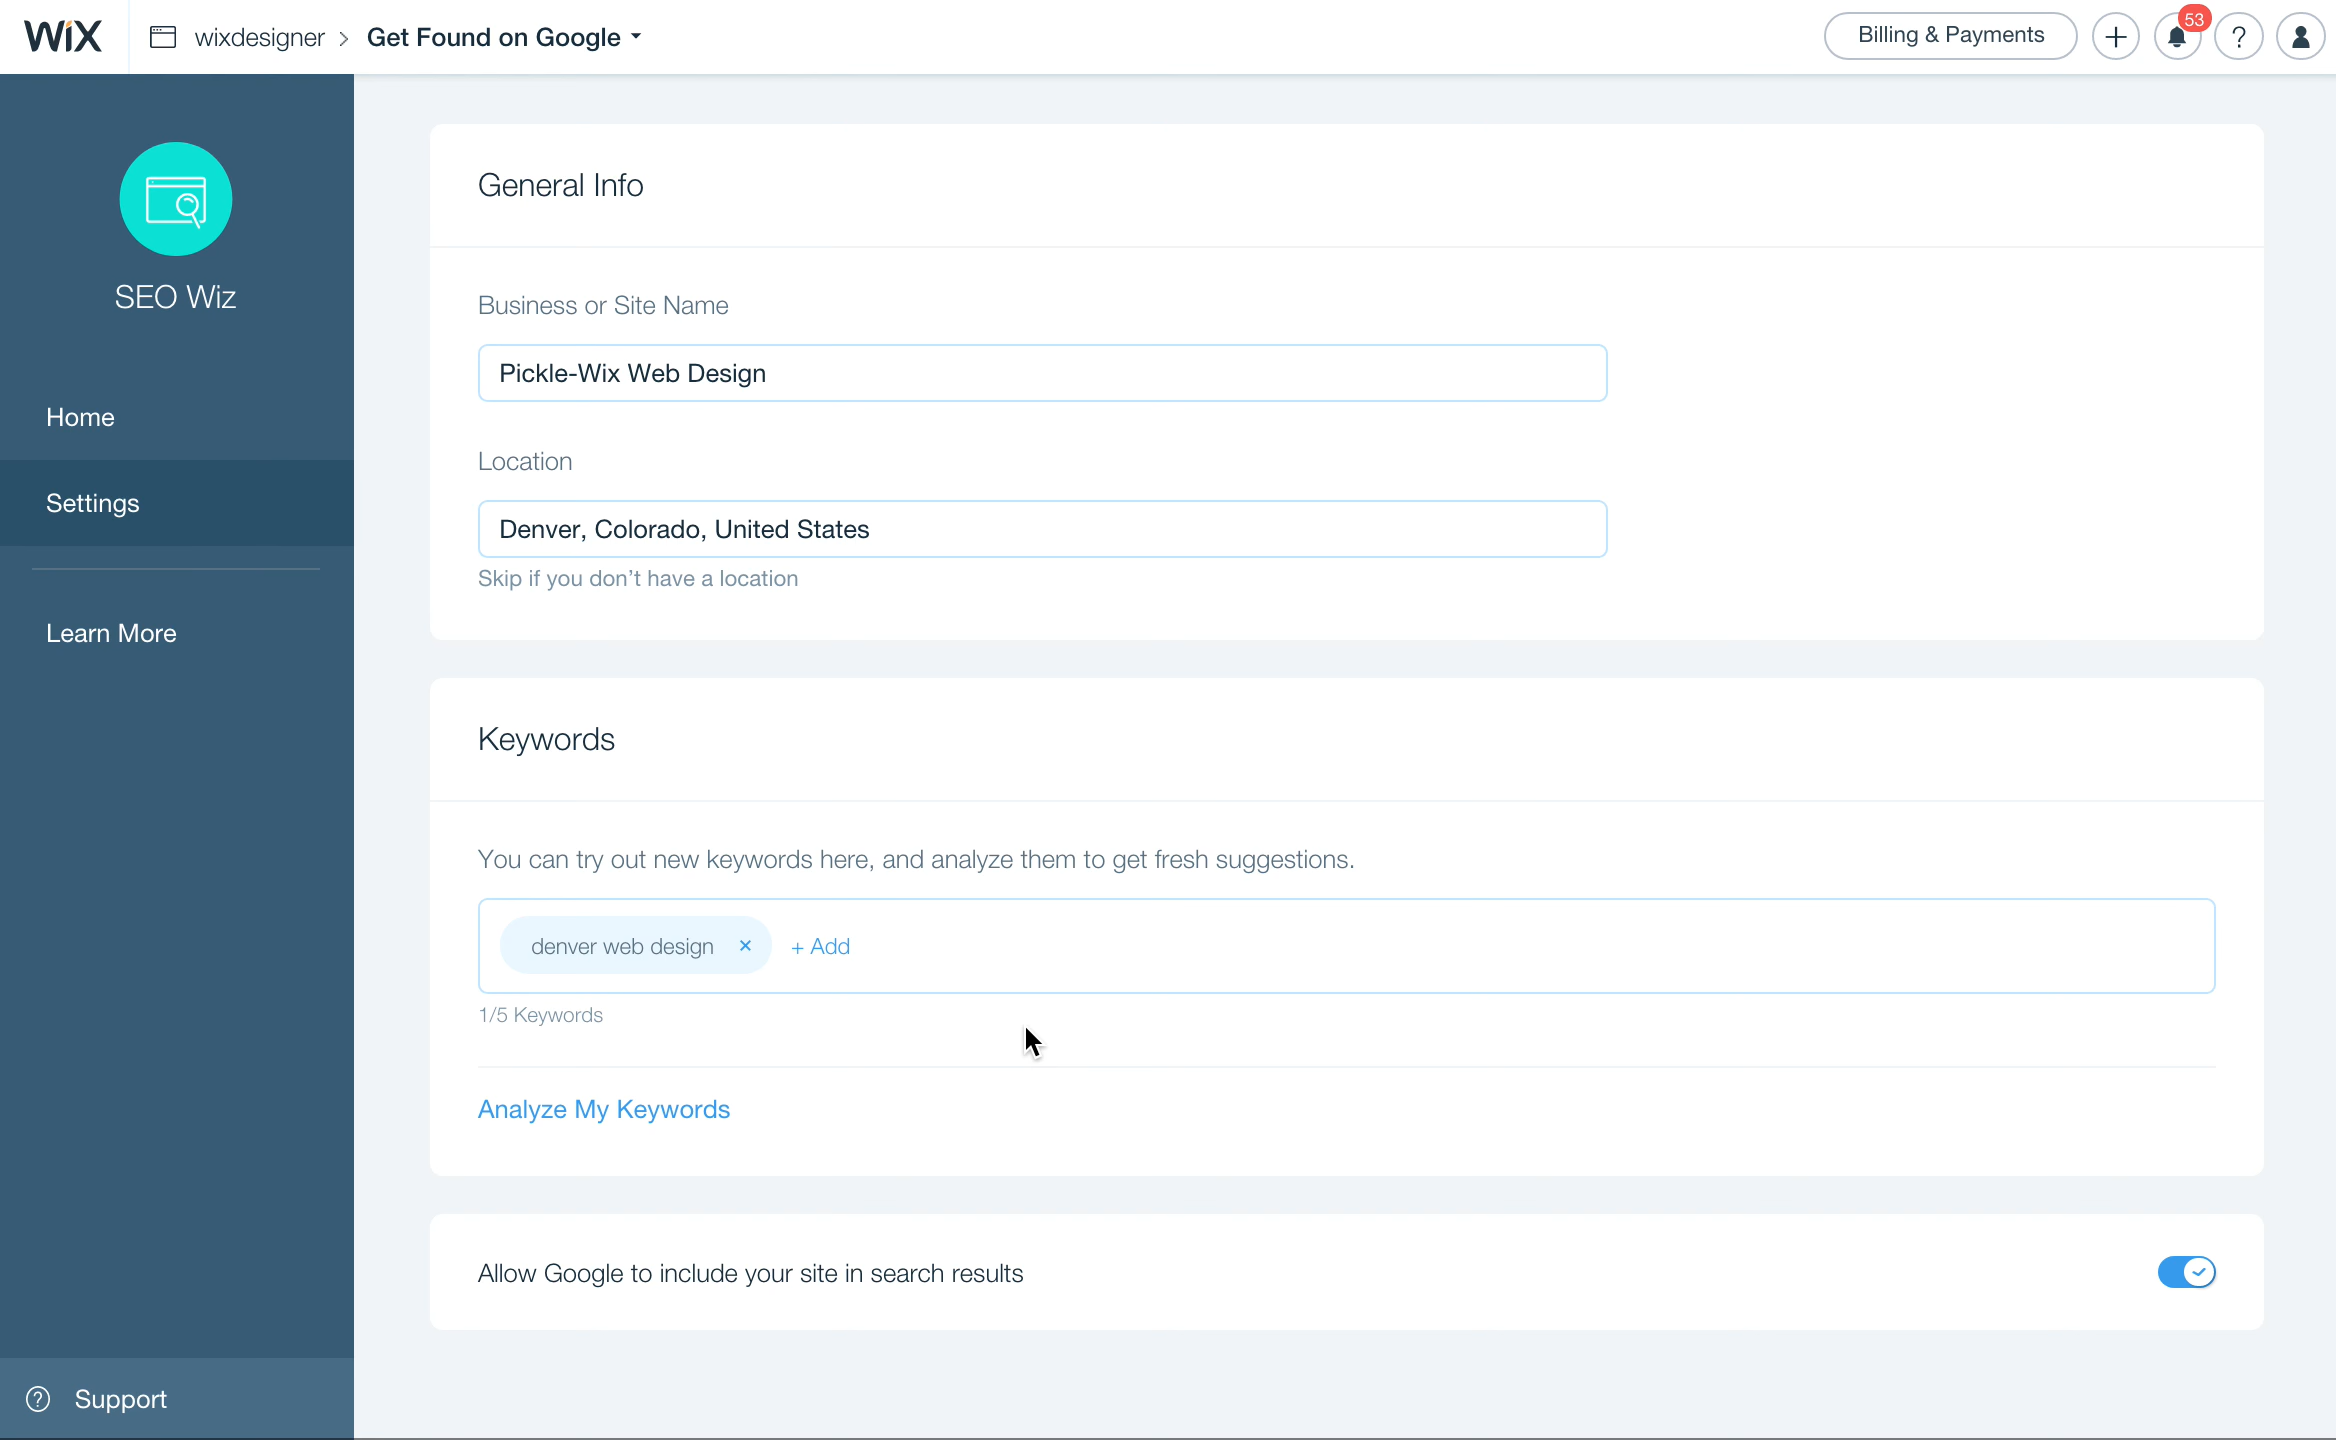 WiX
wixdesigner > Get Found on Google
Billing & Payments
+
53
?
SEO Wiz
Home
Settings
Learn More
? Support
General Info
Business or Site Name
Pickle-Wix Web Design
Location
Denver, Colorado, United States
Skip if you don’t have a location
Keywords
You can try out new keywords here, and analyze them to get fresh suggestions.
denver web design × + Add
1/5 Keywords
Analyze My Keywords
Allow Google to include your site in search results